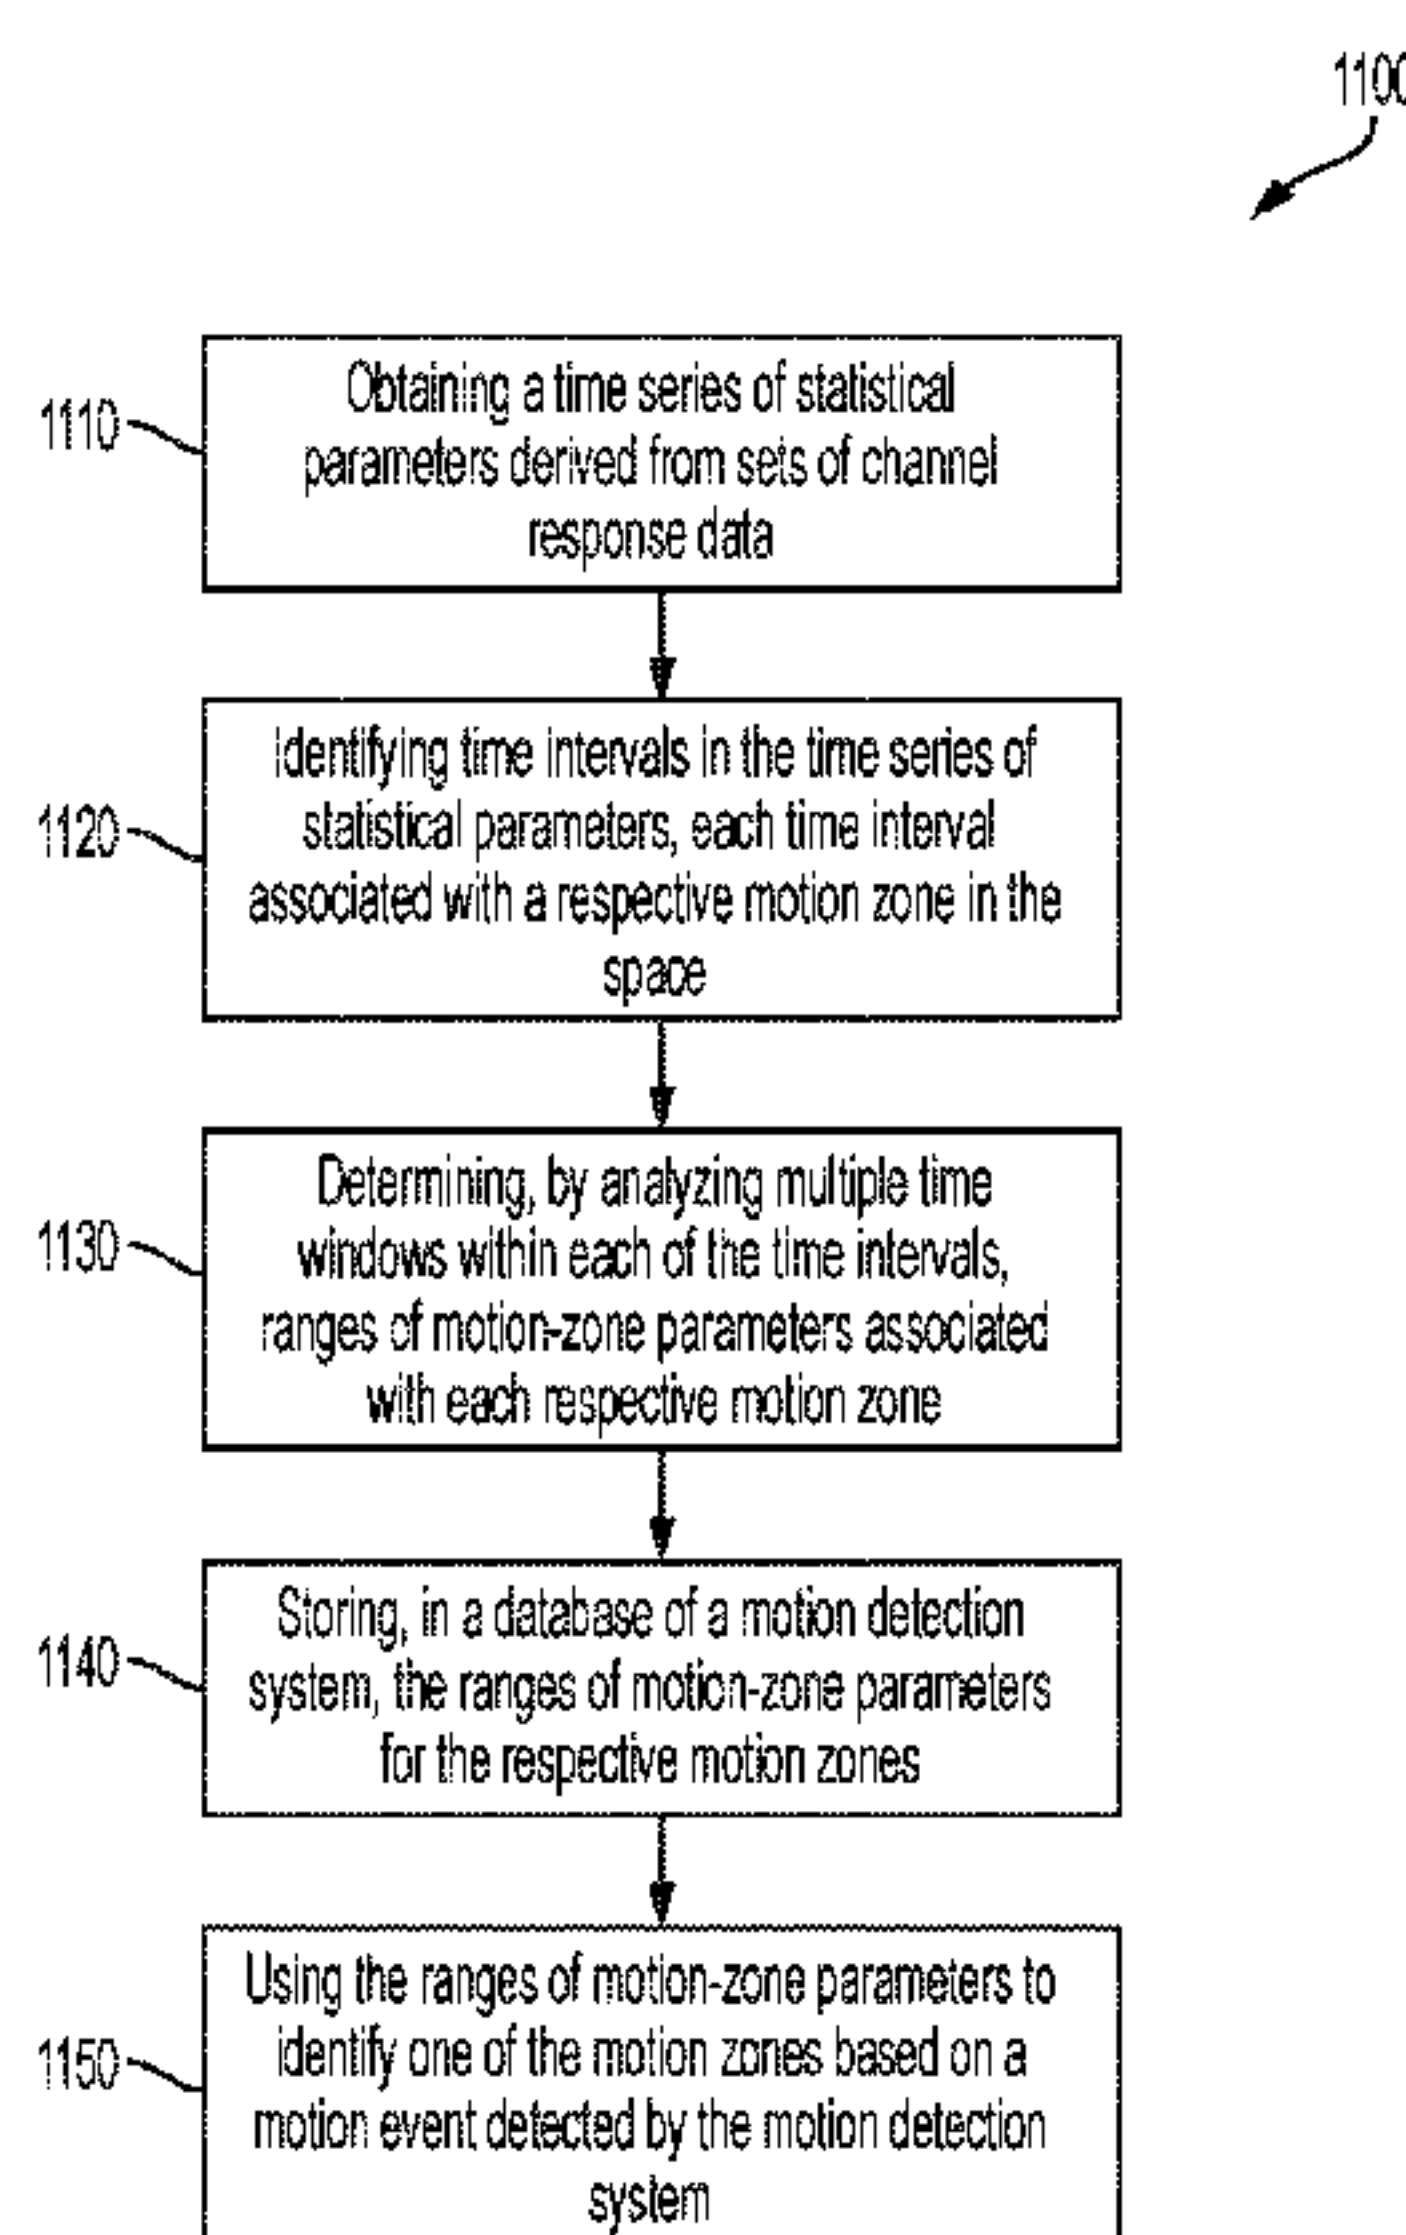 1100
1110
Obtaining a time series of statistical
parameters derived from sets of channel
response data
1120
Identifying time intervals in the time series of
statistical parameters, each time interval
associated with a respective motion zone in the
space
1130
Determining, by analyzing multiple time
windows within each of the time intervals,
ranges of motion-zone parameters associated
with each respective motion zone
1140
Storing, in a database of a motion detection
system, the ranges of motion-zone parameters
for the respective motion zones
1150
Using the ranges of motion-zone parameters to
identify one of the motion zones based on a
motion event detected by the motion detection
system